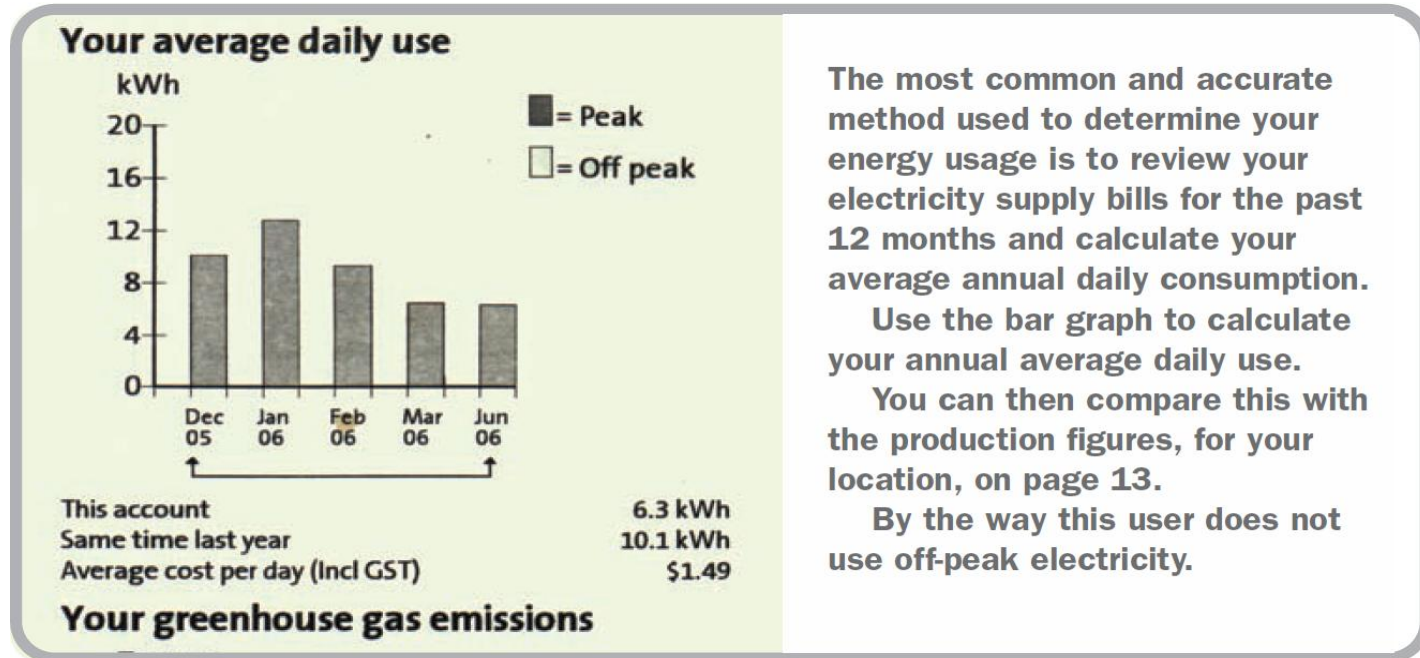 Your average daily use
kWh
20
16
12
8
4
0
= Peak
= Off peak
Dec Jan Feb Mar Jun
05 06 06 06 06
This account 6.3 kWh
Same time last year 10.1 kWh
Average cost per day (Incl GST) $1.49
Your greenhouse gas emissions
The most common and accurate
method used to determine your
energy usage is to review your
electricity supply bills for the past
12 months and calculate your
average annual daily consumption.
Use the bar graph to calculate
your annual average daily use.
You can then compare this with
the production figures, for your
location, on page 13.
By the way this user does not
use off-peak electricity.